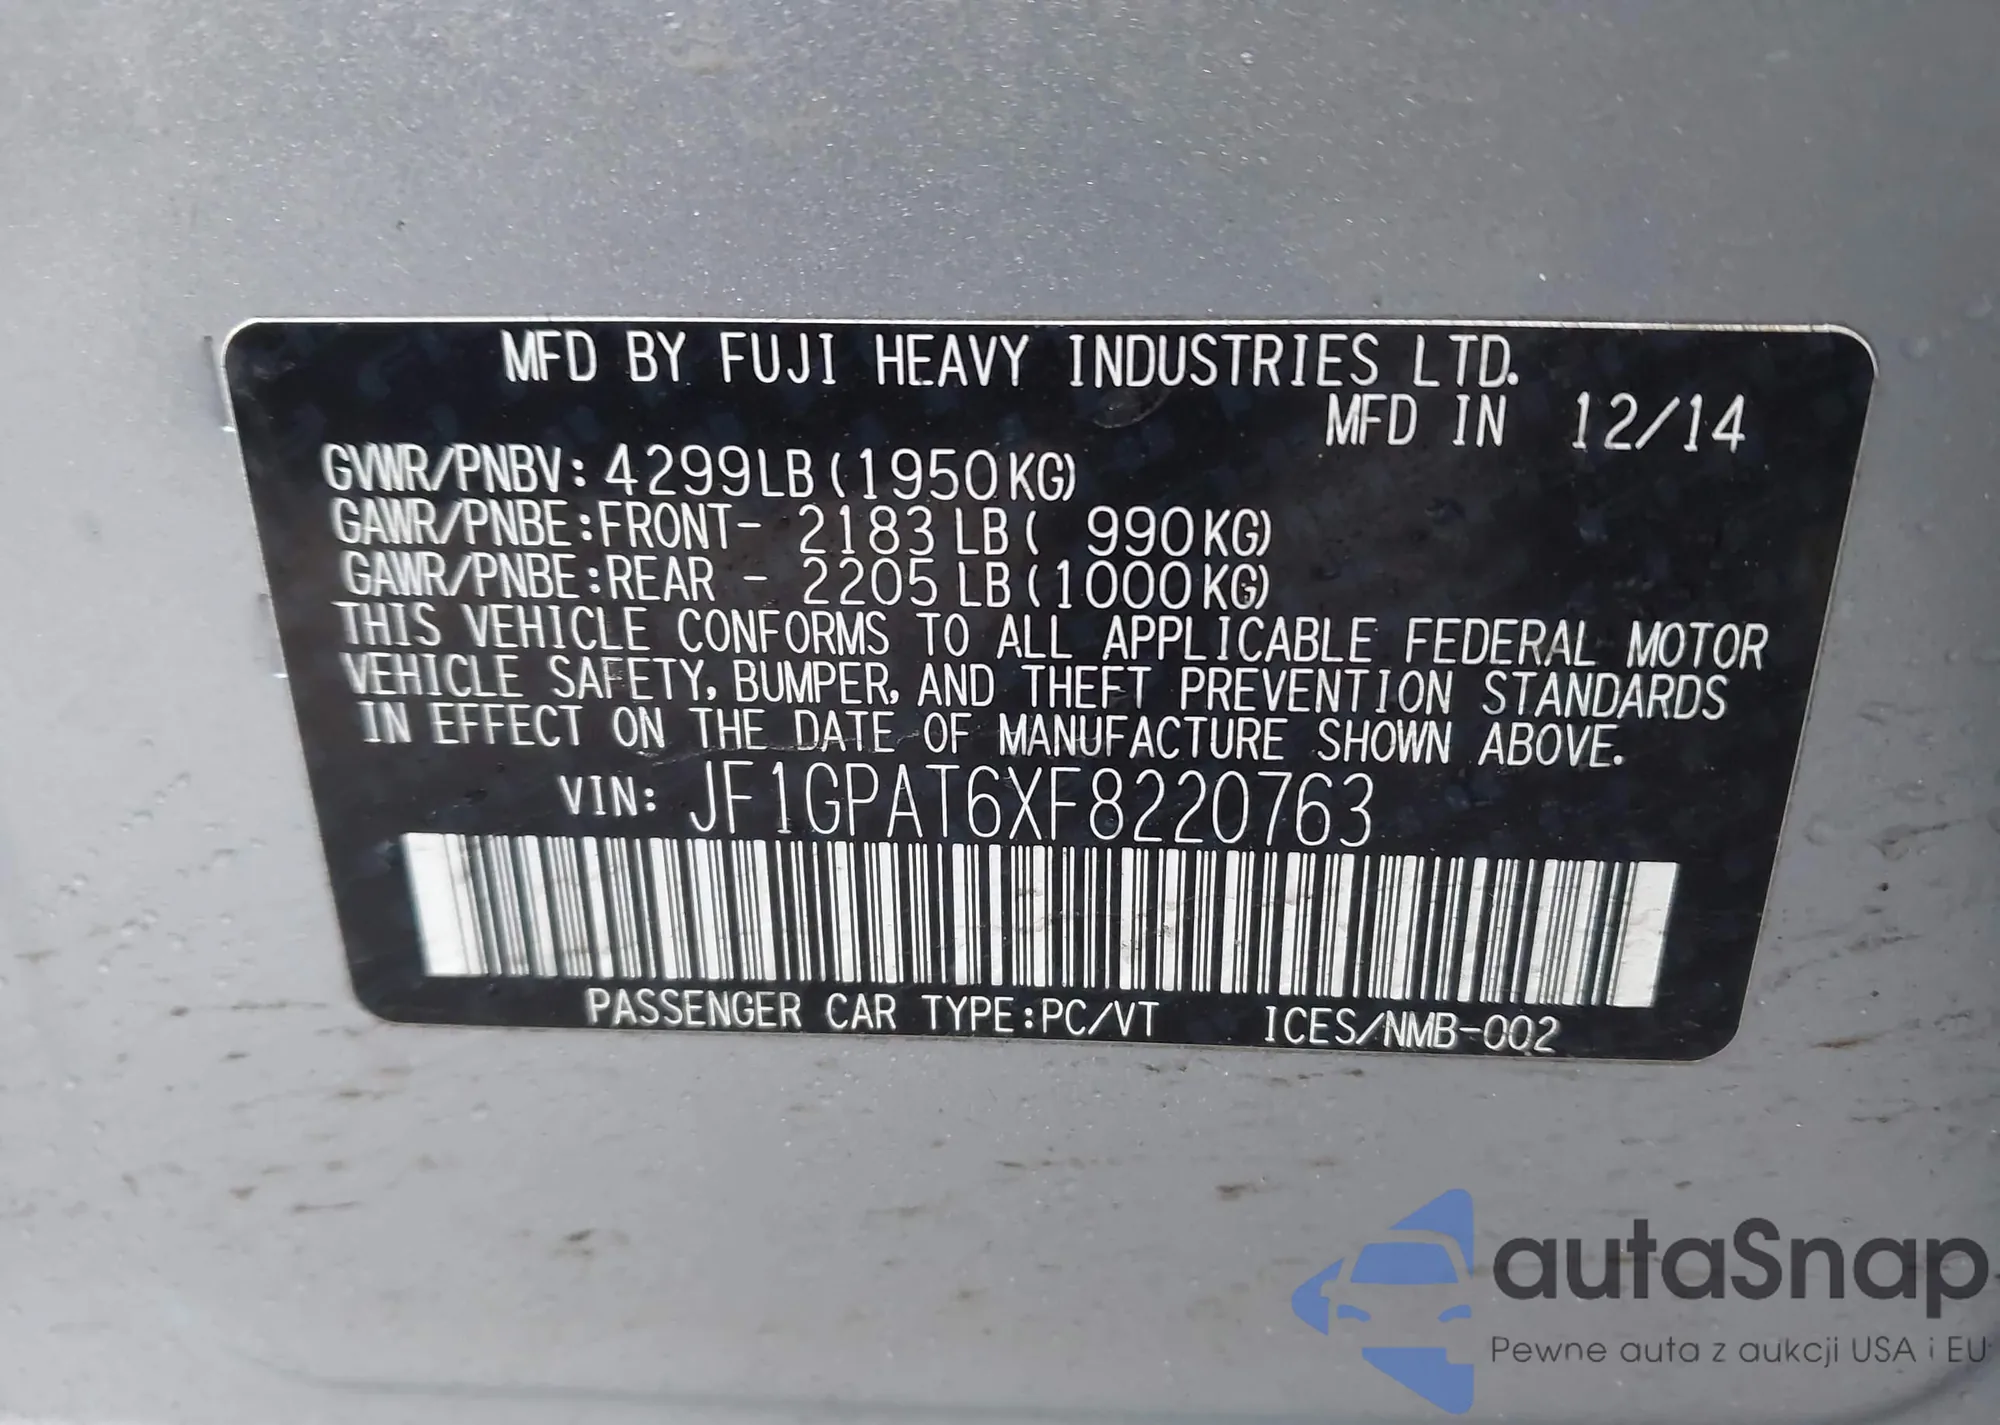 MFD BY FUJI HEAVY INDUSTRIES LTD.
MFD IN 12/14
GVWR/PNBV: 4299LB (1950KG)
GAWR/PNBE:FRONT- 2183 LB ( 990KG)
GAWR/PNBE:REAR - 2205 LB (1000KG)
THIS VEHICLE CONFORMS TO ALL APPLICABLE FEDERAL MOTOR
VEHICLE SAFETY, BUMPER, AND THEFT PREVENTION STANDARDS
IN EFFECT ON THE DATE OF MANUFACTURE SHOWN ABOVE.
VIN: JF1GPAT6XF8220763
PASSENGER CAR TYPE:PC/VT ICES/NMB-002
autaSnap
Pewne auta z aukcji USA i EU